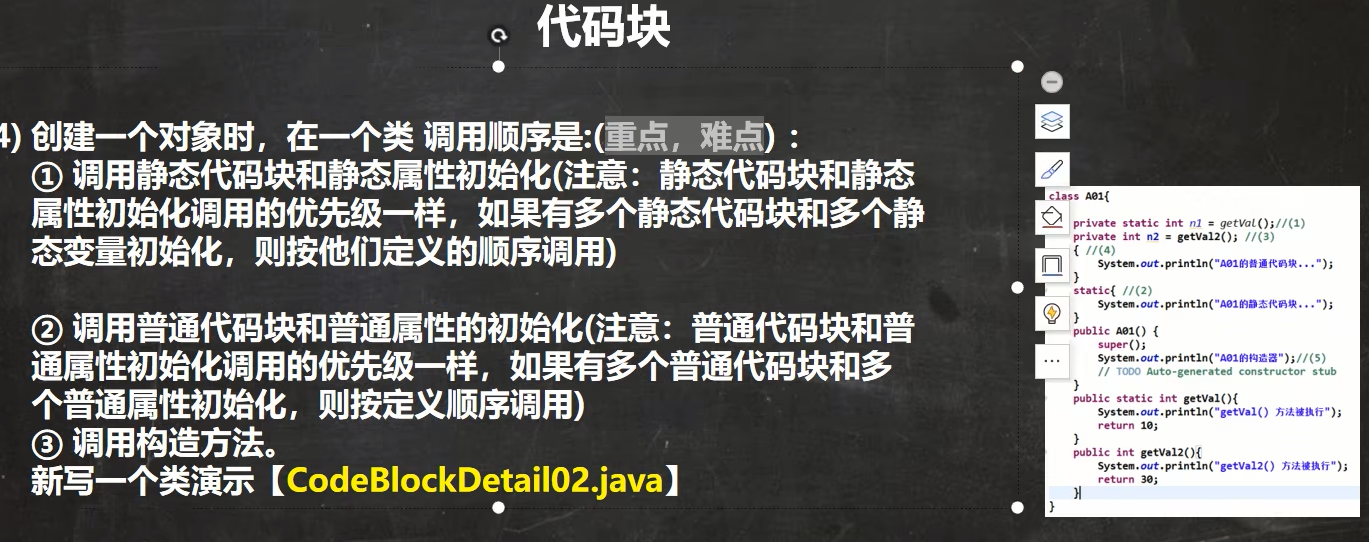 代码块
4) 创建一个对象时，在一个类 调用顺序是:(重点，难点）：
① 调用静态代码块和静态属性初始化(注意：静态代码块和静态
属性初始化调用的优先级一样，如果有多个静态代码块和多个静
态变量初始化，则按他们定义的顺序调用)
② 调用普通代码块和普通属性的初始化(注意：普通代码块和普
通属性初始化调用的优先级一样，如果有多个普通代码块和多
个普通属性初始化，则按定义顺序调用)
③ 调用构造方法。
新写一个类演示【CodeBlockDetail02.java】
class A01{
private static int n1 = getVal();//(1)
private int n2 = getVal2(); //(3)
{ //(4)
System.out.println("A01的普通代码块...");
}
static{ //(2)
System.out.println("A01的静态代码块...");
}
public A01() {
super();
System.out.println("A01的构造器");//(5)
// TODO Auto-generated constructor stub
}
public static int getVal(){
System.out.println("getVal() 方法被执行");
return 10;
}
public int getVal2(){
System.out.println("getVal2() 方法被执行");
return 30;
}
}